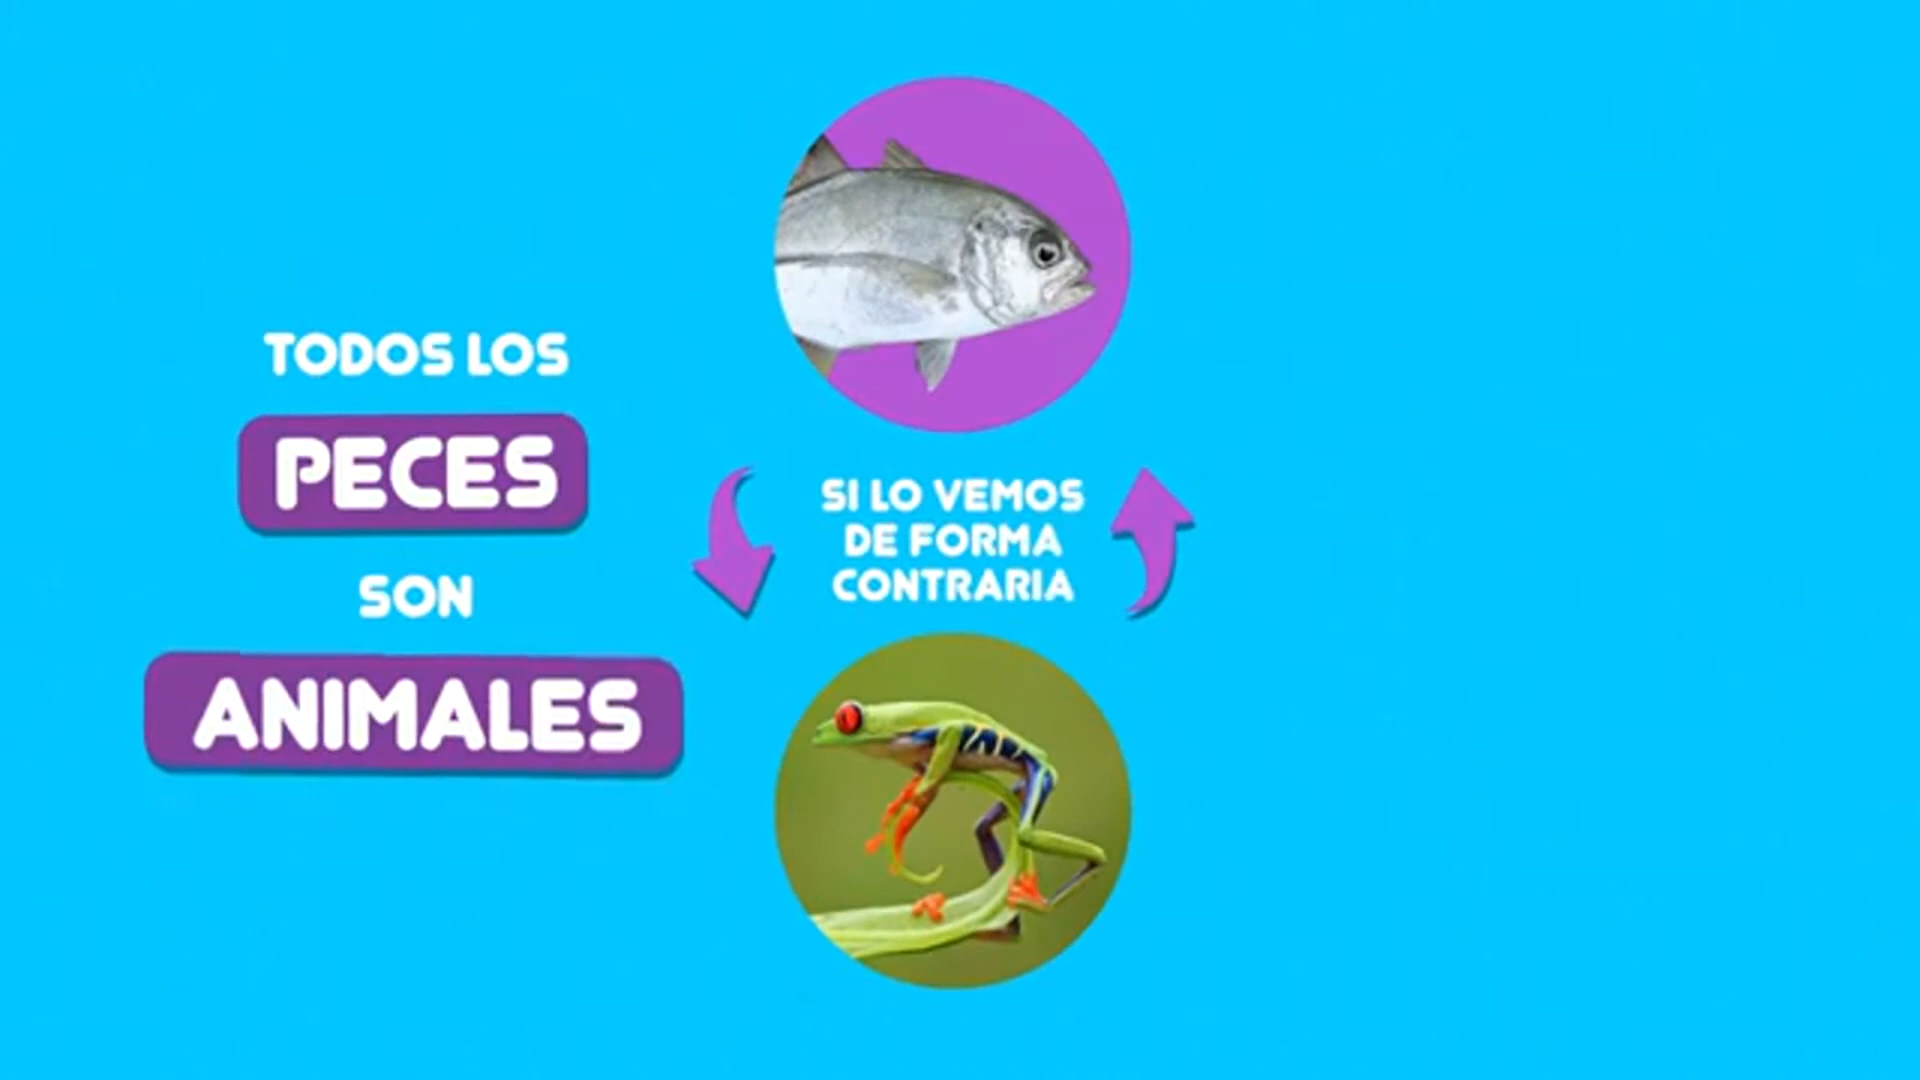 TODOS LOS
PECES
SON
ANIMALES
SI LO VEMOS
DE FORMA
CONTRARIA